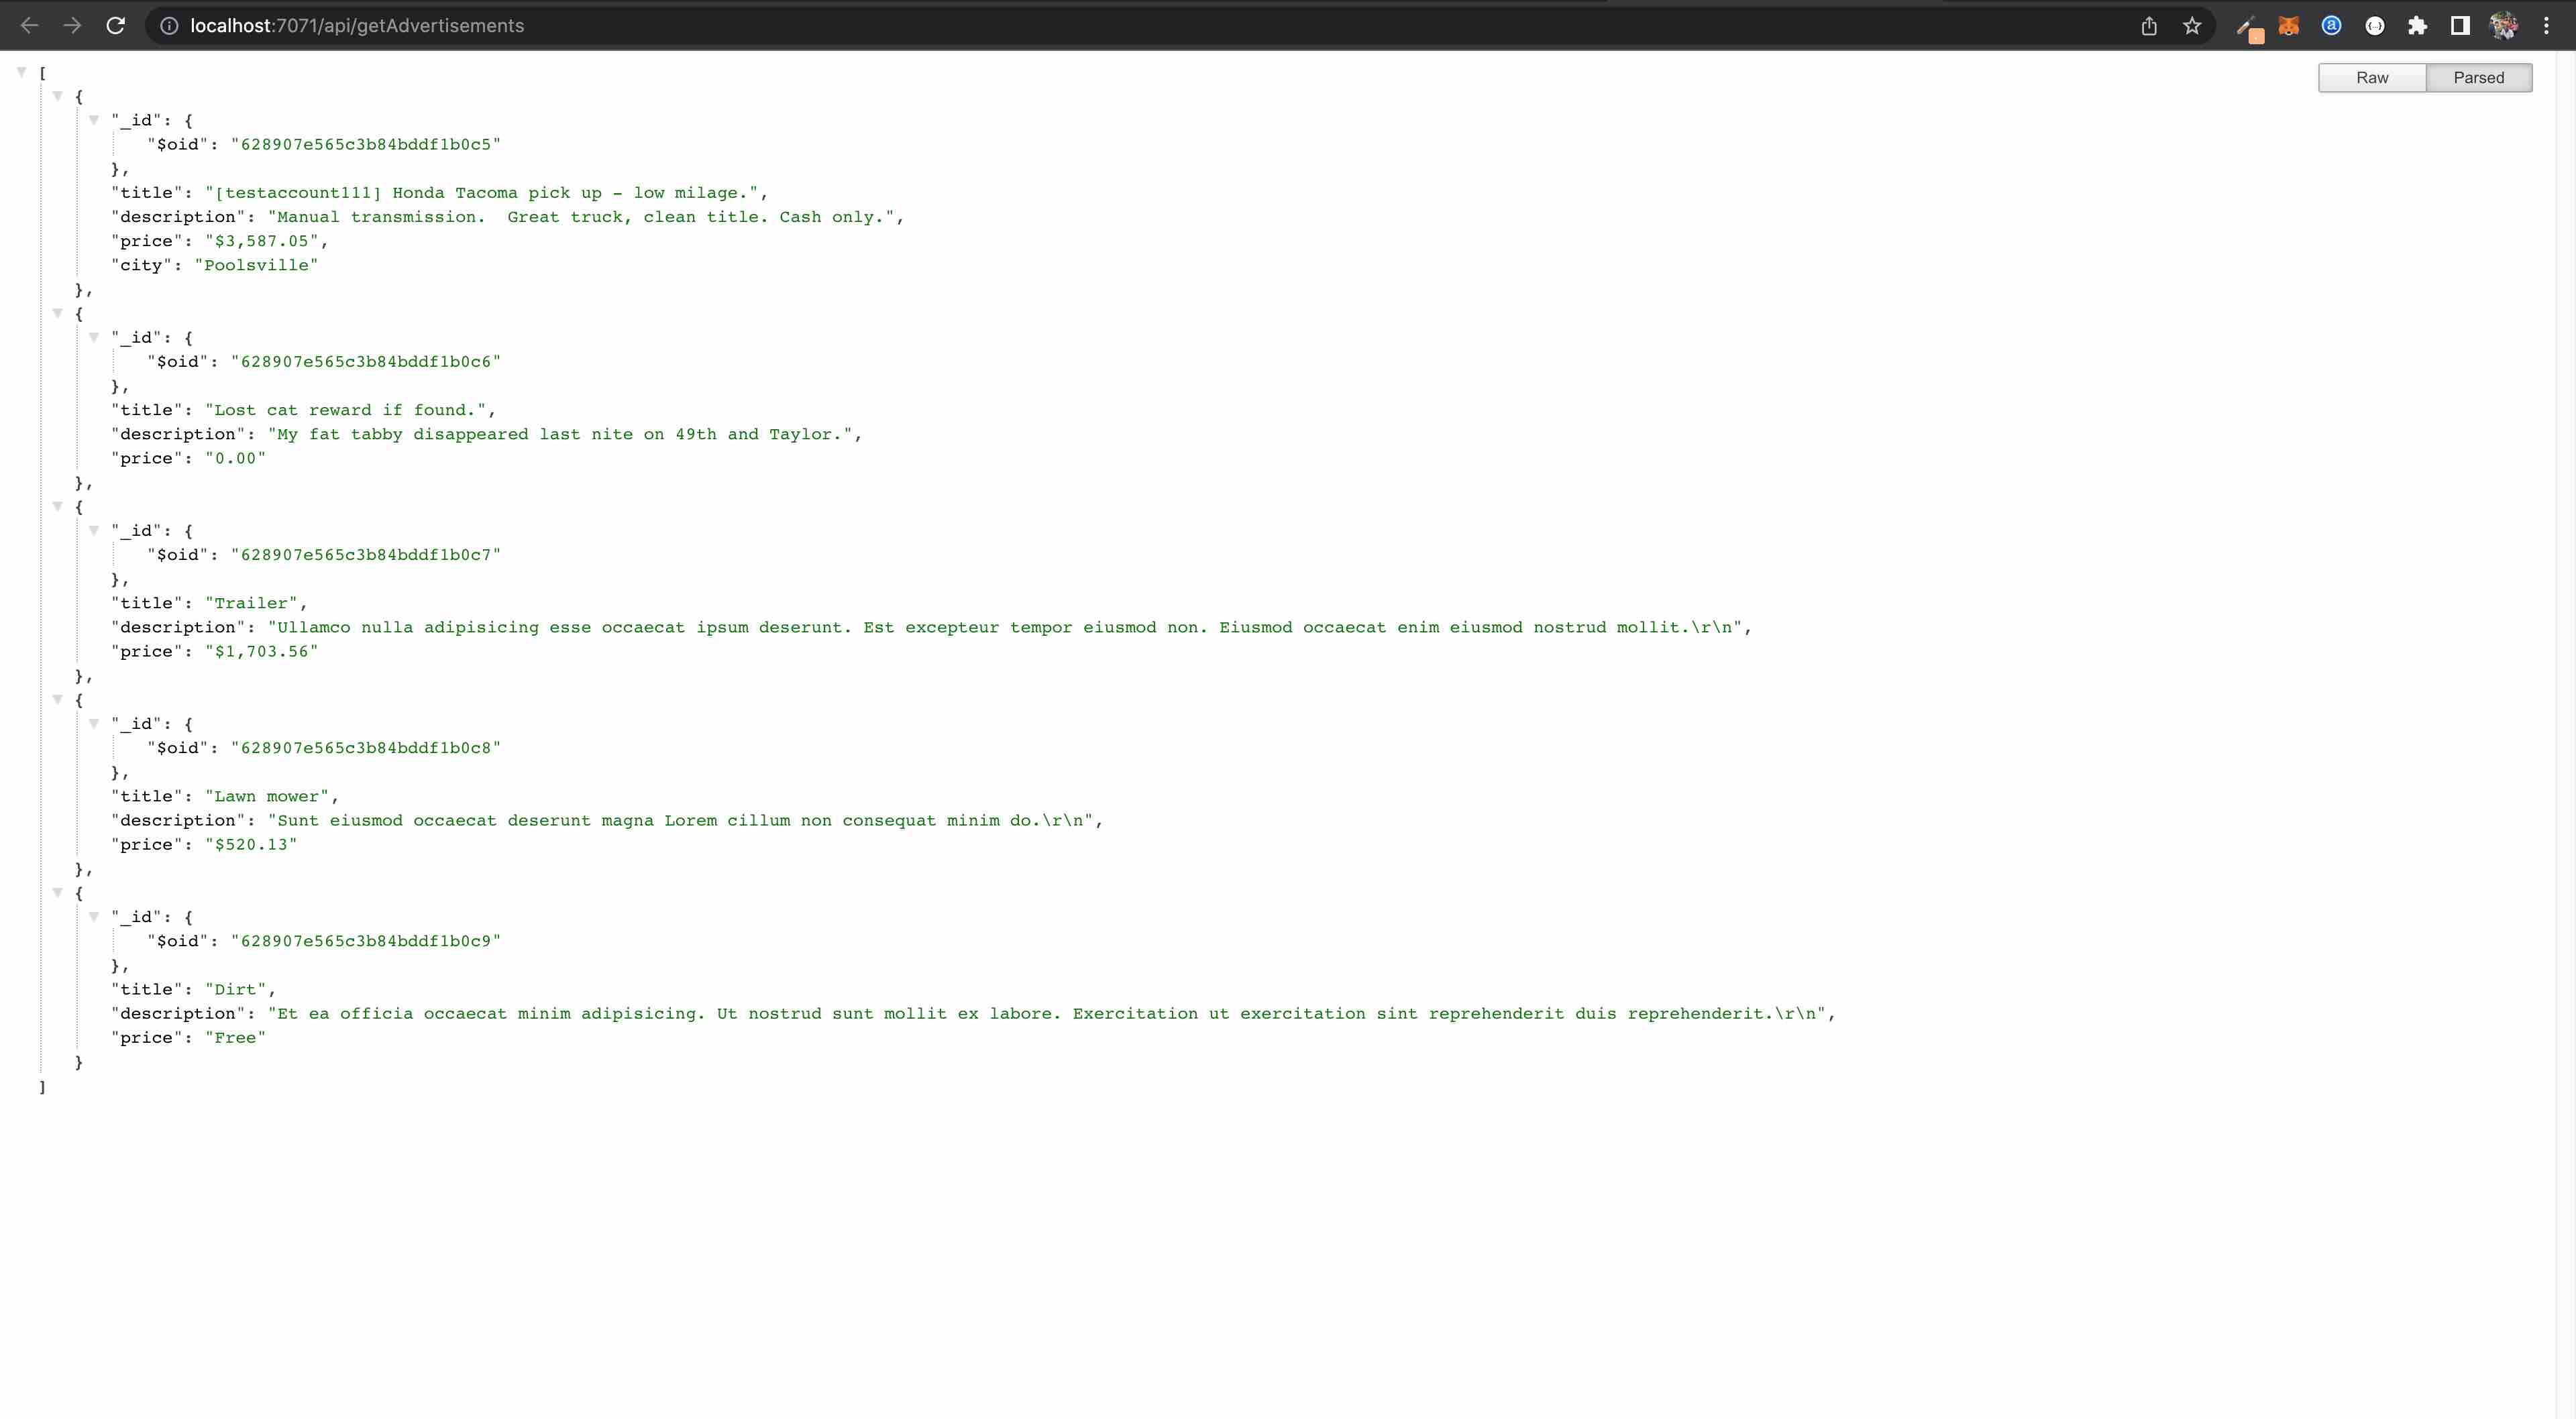 localhost:7071/api/getAdvertisements
Raw Parsed
[
{
"_id": {
"$oid": "628907e565c3b84bddf1b0c5"
},
"title": "[testaccount111] Honda Tacoma pick up - low milage.",
"description": "Manual transmission.  Great truck, clean title. Cash only.",
"price": "$3,587.05",
"city": "Poolsville"
},
{
"_id": {
"$oid": "628907e565c3b84bddf1b0c6"
},
"title": "Lost cat reward if found.",
"description": "My fat tabby disappeared last nite on 49th and Taylor.",
"price": "0.00"
},
{
"_id": {
"$oid": "628907e565c3b84bddf1b0c7"
},
"title": "Trailer",
"description": "Ullamco nulla adipisicing esse occaecat ipsum deserunt. Est excepteur tempor eiusmod non. Eiusmod occaecat enim eiusmod nostrud mollit.\r\n",
"price": "$1,703.56"
},
{
"_id": {
"$oid": "628907e565c3b84bddf1b0c8"
},
"title": "Lawn mower",
"description": "Sunt eiusmod occaecat deserunt magna Lorem cillum non consequat minim do.\r\n",
"price": "$520.13"
},
{
"_id": {
"$oid": "628907e565c3b84bddf1b0c9"
},
"title": "Dirt",
"description": "Et ea officia occaecat minim adipisicing. Ut nostrud sunt mollit ex labore. Exercitation ut exercitation sint reprehenderit duis reprehenderit.\r\n",
"price": "Free"
}
]